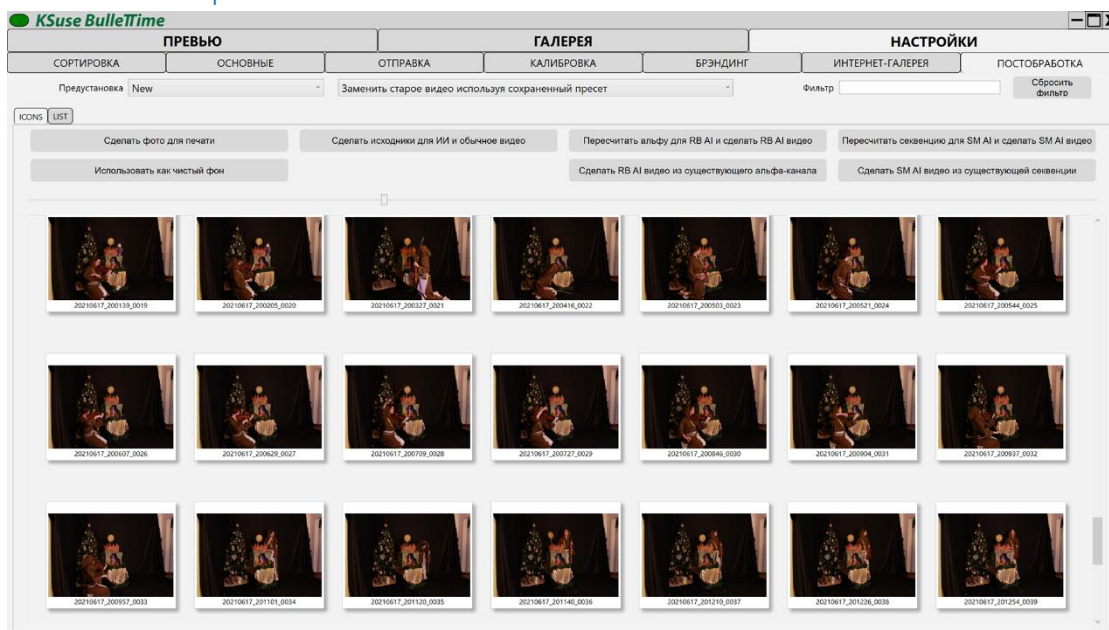 KSuse BulleTTime
ПРЕВЬЮ ГАЛЕРЕЯ НАСТРОЙКИ
СОРТИРОВКА ОСНОВНЫЕ ОТПРАВКА КАЛИБРОВКА БРЭНДИНГ ИНТЕРНЕТ-ГАЛЕРЕЯ ПОСТОБРАБОТКА
Предустановка New Заменить старое видео используя сохраненный пресет Фильтр Сбросить фильтр
ICONS LIST
Сделать фото для печати Сделать исходники для ИИ и обычное видео Пересчитать альфу для RB AI и сделать RB AI видео Пересчитать секвенцию для SM AI и сделать SM AI видео
Использовать как чистый фон Сделать RB AI видео из существующего альфа-канала Сделать SM AI видео из существующей секвенции
20210617_200139_0019 20210617_200205_0020 20210617_200327_0021 20210617_200416_0022 20210617_200503_0023 20210617_200521_0024 20210617_200544_0025
20210617_200607_0026 20210617_200629_0027 20210617_200709_0028 20210617_200727_0029 20210617_200846_0030 20210617_200904_0031 20210617_200937_0032
20210617_200957_0033 20210617_201101_0034 20210617_201120_0035 20210617_201140_0036 20210617_201210_0037 20210617_201226_0038 20210617_201254_0039